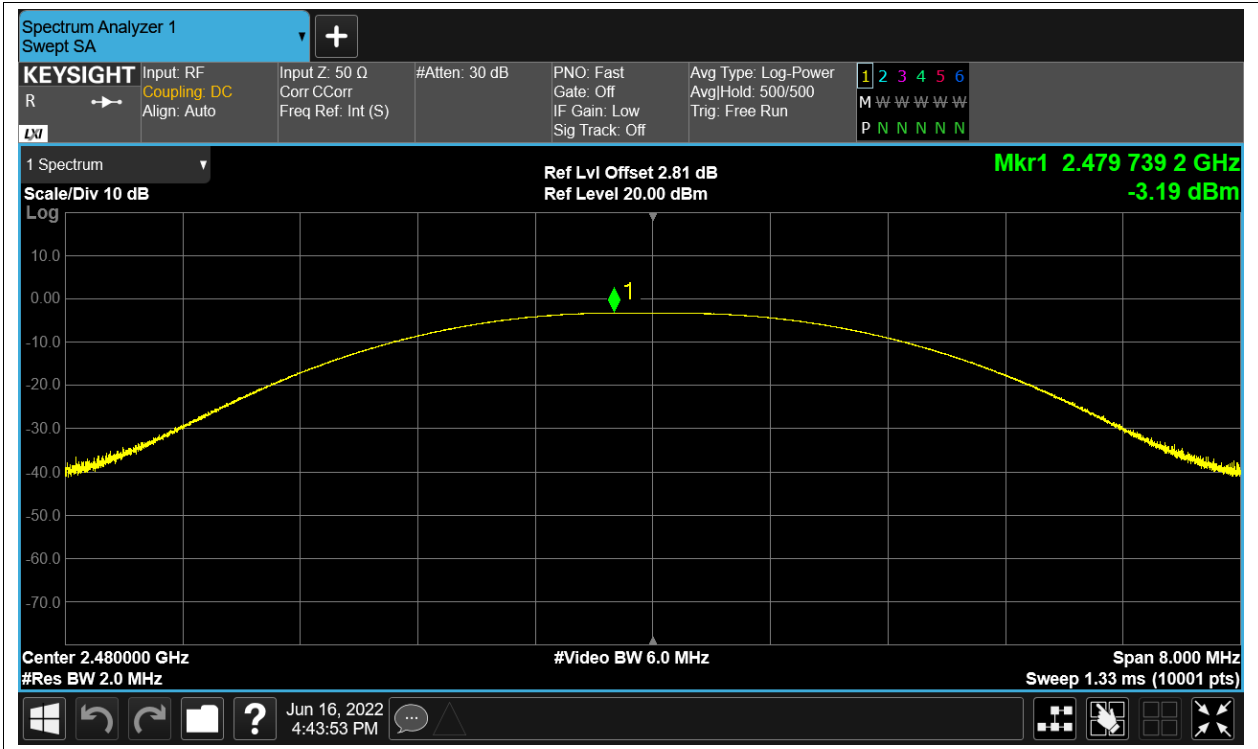 Spectrum Analyzer 1
Swept SA
KEYSIGHT
R
LXI
Input: RF
Coupling: DC
Align: Auto
Input Z: 50 Ω
Corr CCorr
Freq Ref: Int (S)
#Atten: 30 dB
PNO: Fast
Gate: Off
IF Gain: Low
Sig Track: Off
Avg Type: Log-Power
Avg|Hold: 500/500
Trig: Free Run
1 2 3 4 5 6
M W W W W W W
P N N N N N
1 Spectrum
Scale/Div 10 dB
Log
Ref Lvl Offset 2.81 dB
Ref Level 20.00 dBm
Mkr1 2.479 739 2 GHz
-3.19 dBm
10.0
0.00
-10.0
-20.0
-30.0
-40.0
-50.0
-60.0
-70.0
1
Center 2.480000 GHz
#Res BW 2.0 MHz
#Video BW 6.0 MHz
Span 8.000 MHz
Sweep 1.33 ms (10001 pts)
?
Jun 16, 2022
4:43:53 PM